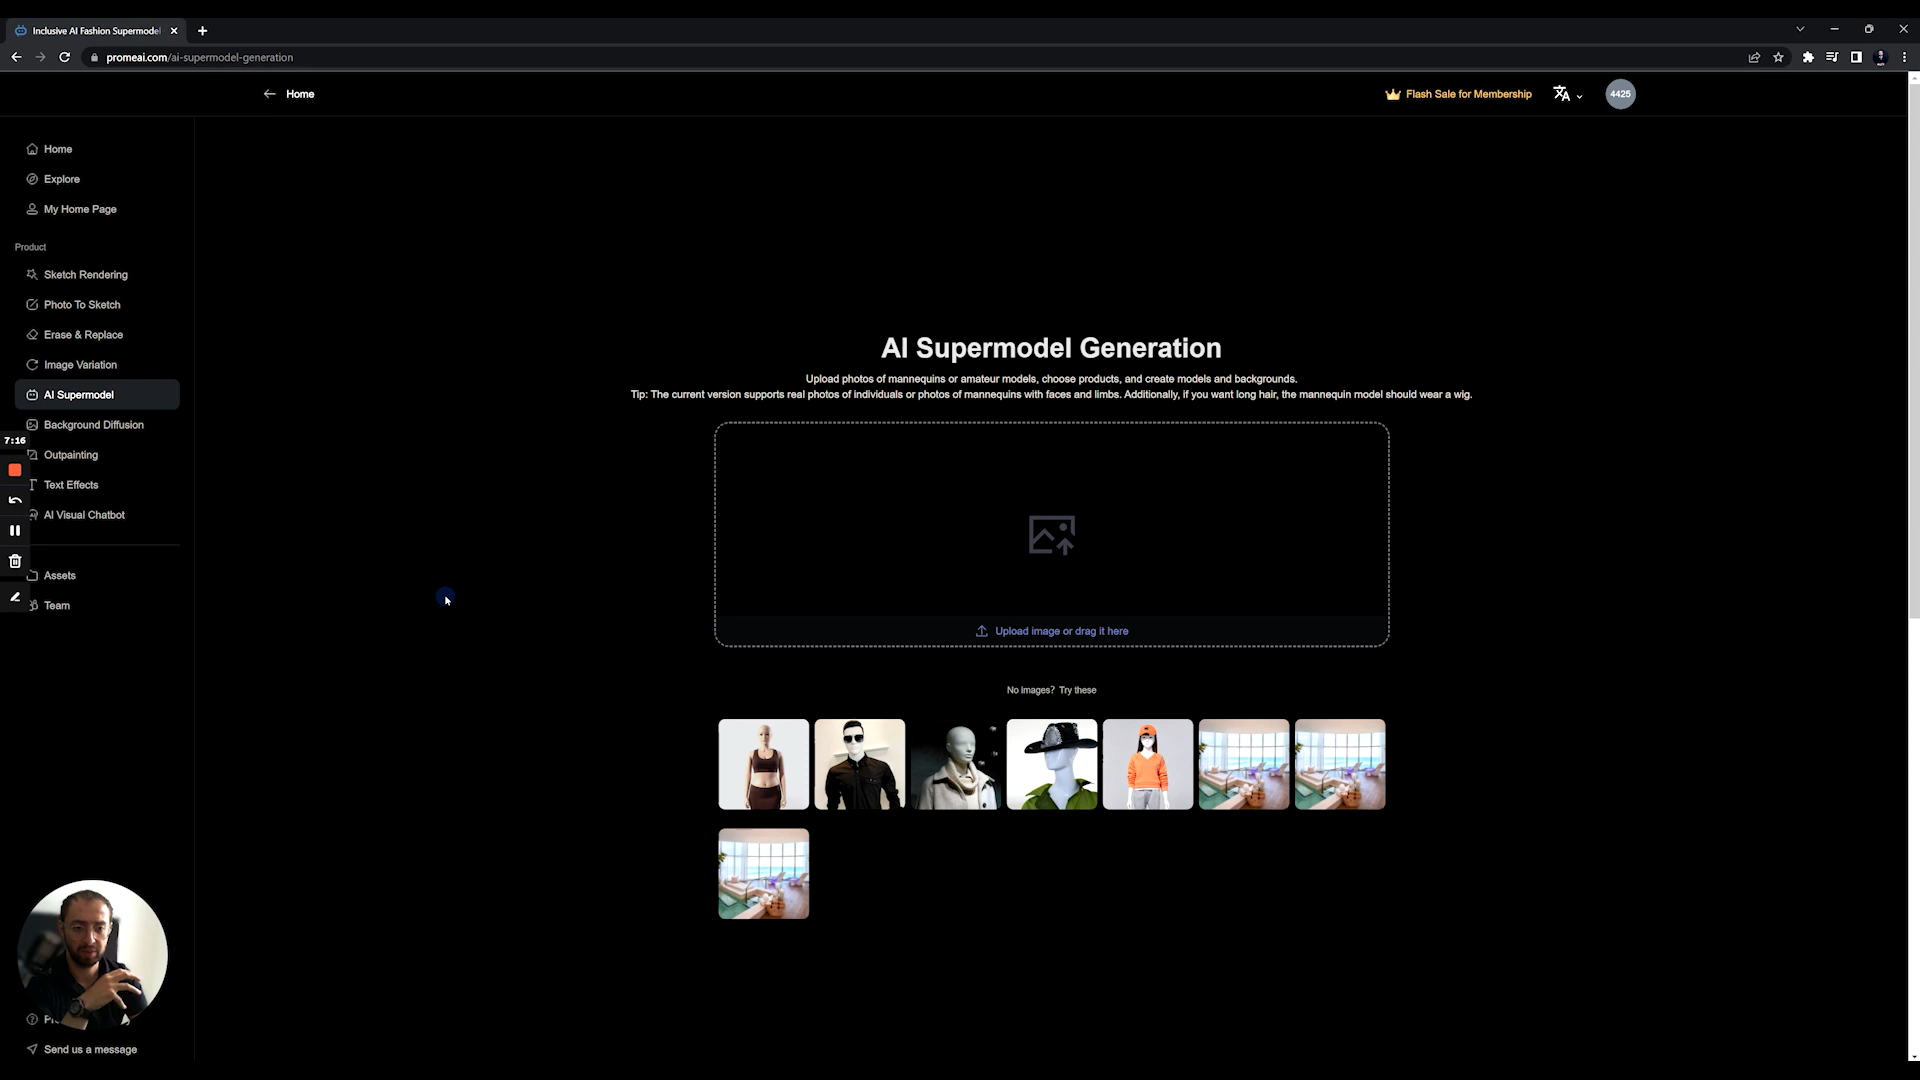 Inclusive AI Fashion Supermodel
promeai.com/ai-supermodel-generation
Home
Flash Sale for Membership
4425
Home
Explore
My Home Page
Product
Sketch Rendering
Photo To Sketch
Erase & Replace
Image Variation
AI Supermodel
Background Diffusion
7:16
Outpainting
Text Effects
AI Visual Chatbot
Assets
Team
Send us a message
AI Supermodel Generation
Upload photos of mannequins or amateur models, choose products, and create models and backgrounds.
Tip: The current version supports real photos of individuals or photos of mannequins with faces and limbs. Additionally, if you want long hair, the mannequin model should wear a wig.
Upload image or drag it here
No images? Try these